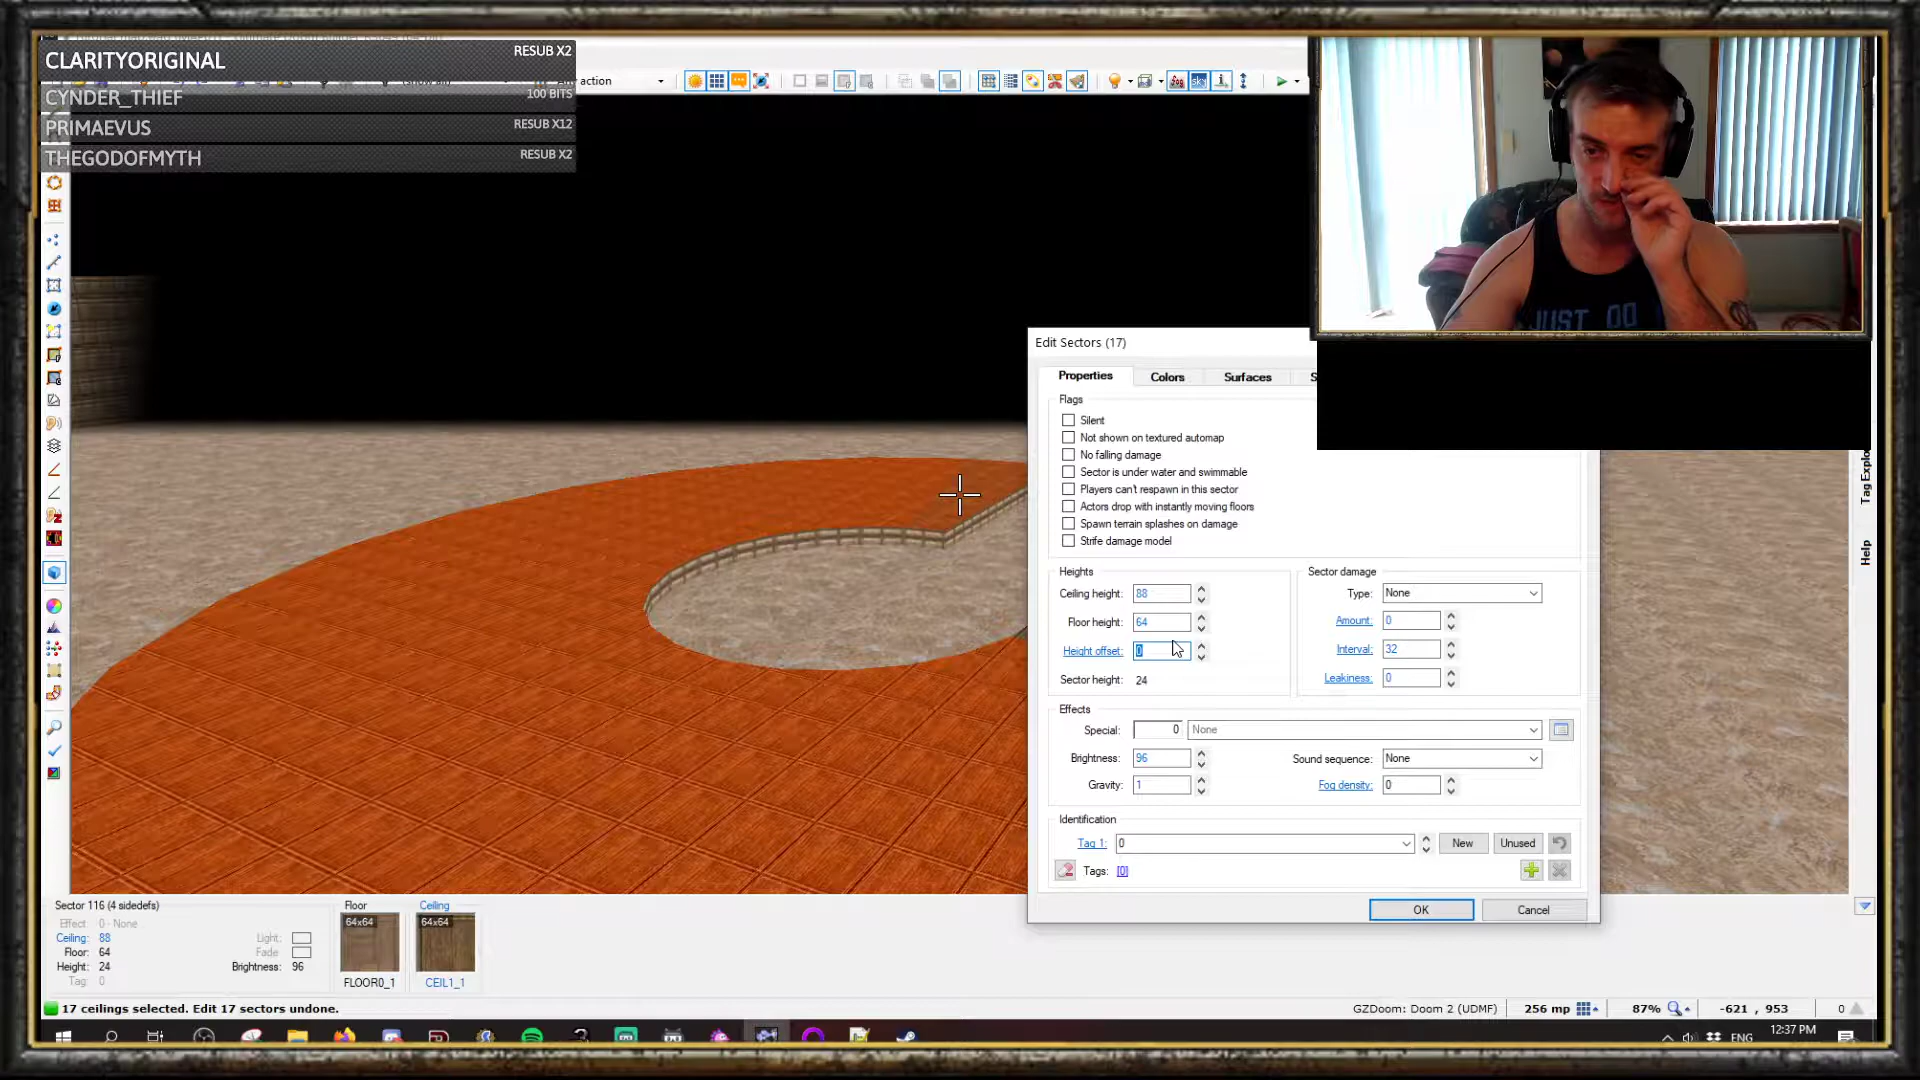 CLARITYORIGINAL RESUB X2
CYNDER_THIEF 100 BITS
PRIMAEVUS RESUB X12
THEGODOFMYTH RESUB X2
action
JUST DO
Edit Sectors (17)
Properties Colors Surfaces S
Flags
Silent
Not shown on textured automap
No falling damage
Sector is under water and swimmable
Players can't respawn in this sector
Actors drop with instantly moving floors
Spawn terrain splashes on damage
Strife damage model
Heights
Ceiling height: 88
Floor height: 64
Height offset: 0
Sector height: 24
Sector damage
Type: None
Amount: 0
Interval: 32
Leakiness: 0
Effects
Special: 0 None
Brightness: 96 Sound sequence: None
Gravity: 1 Fog density: 0
Identification
Tag 1: 0 New Unused
Tags: [0]
OK Cancel
Tag Explo
Help
Sector 116 (4 sidedefs)
Effect: 0 - None
Ceiling: 88 Light:
Floor: 64 Fade
Height: 24 Brightness: 96
Tag: 0
Floor
64x64
FLOOR0_1
Ceiling
64x64
CEIL1_1
17 ceilings selected. Edit 17 sectors undone.
GZDoom: Doom 2 (UDMF) 256 mp 87% -621 , 953 0
ENG 12:37 PM